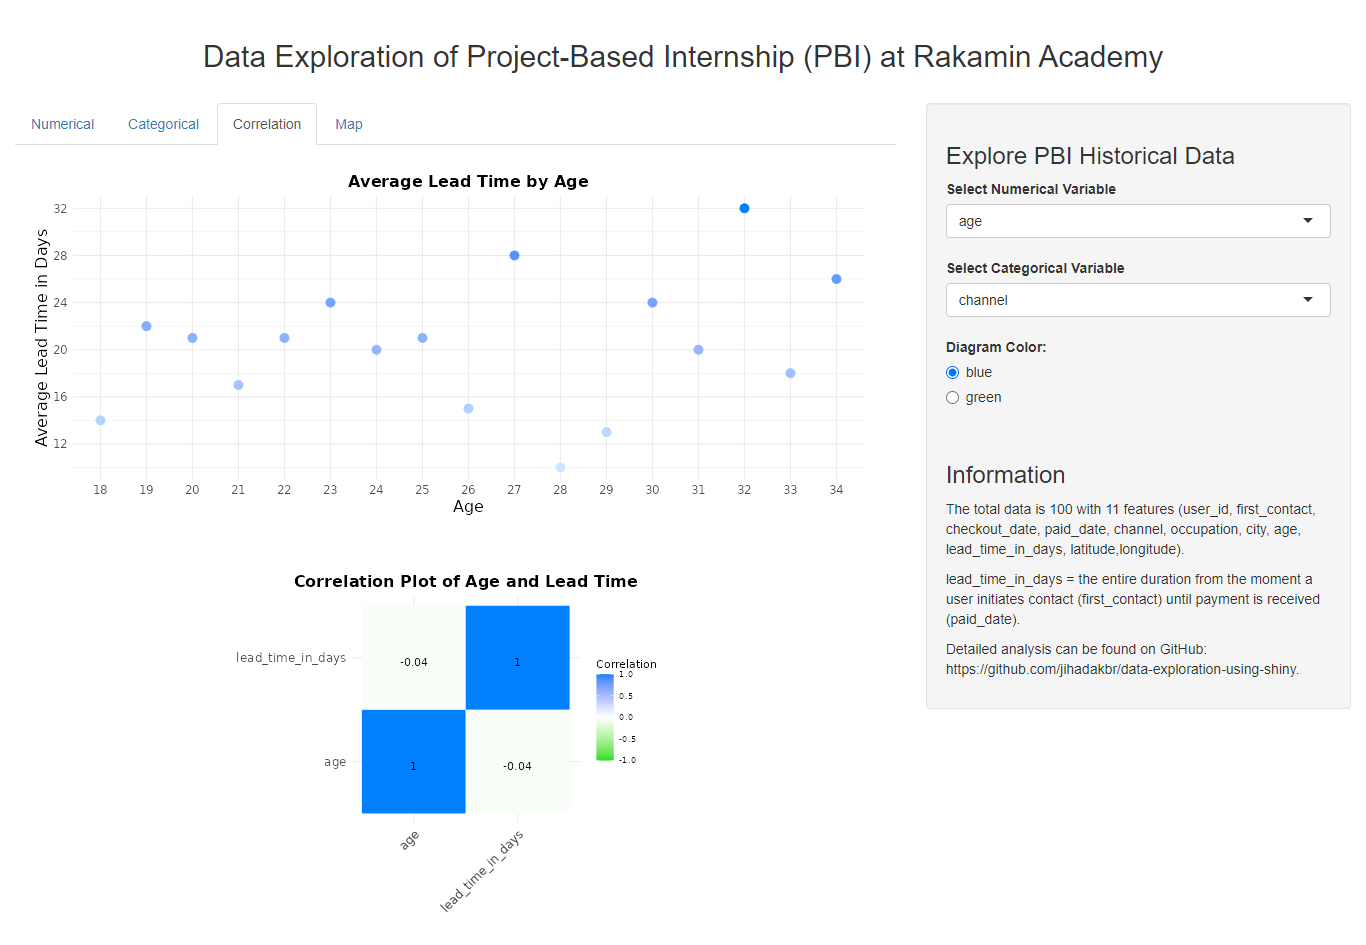 Data Exploration of Project-Based Internship (PBI) at Rakamin Academy
Numerical
Categorical
Correlation
Map
Average Lead Time by Age
Average Lead Time in Days
32
28
24
20
16
12
18 19 20 21 22 23 24 25 26 27 28 29 30 31 32 33 34
Age
Correlation Plot of Age and Lead Time
lead_time_in_days
-0.04
1
age
1
-0.04
age
lead_time_in_days
Correlation
1.0
0.5
0.0
-0.5
-1.0
Explore PBI Historical Data
Select Numerical Variable
age
Select Categorical Variable
channel
Diagram Color:
blue
green
Information
The total data is 100 with 11 features (user_id, first_contact,
checkout_date, paid_date, channel, occupation, city, age,
lead_time_in_days, latitude,longitude).
lead_time_in_days = the entire duration from the moment a
user initiates contact (first_contact) until payment is received
(paid_date).
Detailed analysis can be found on GitHub:
https://github.com/jihadakbr/data-exploration-using-shiny.